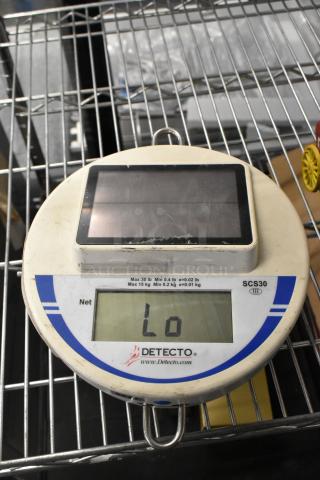 Max 30 lb Min 0.4 lb e=0.02 lb
Max 15 kg Min 0.2 kg e=0.01 kg
SCS30
III
Net
Lo
DETECTO®
www.Detecto.com